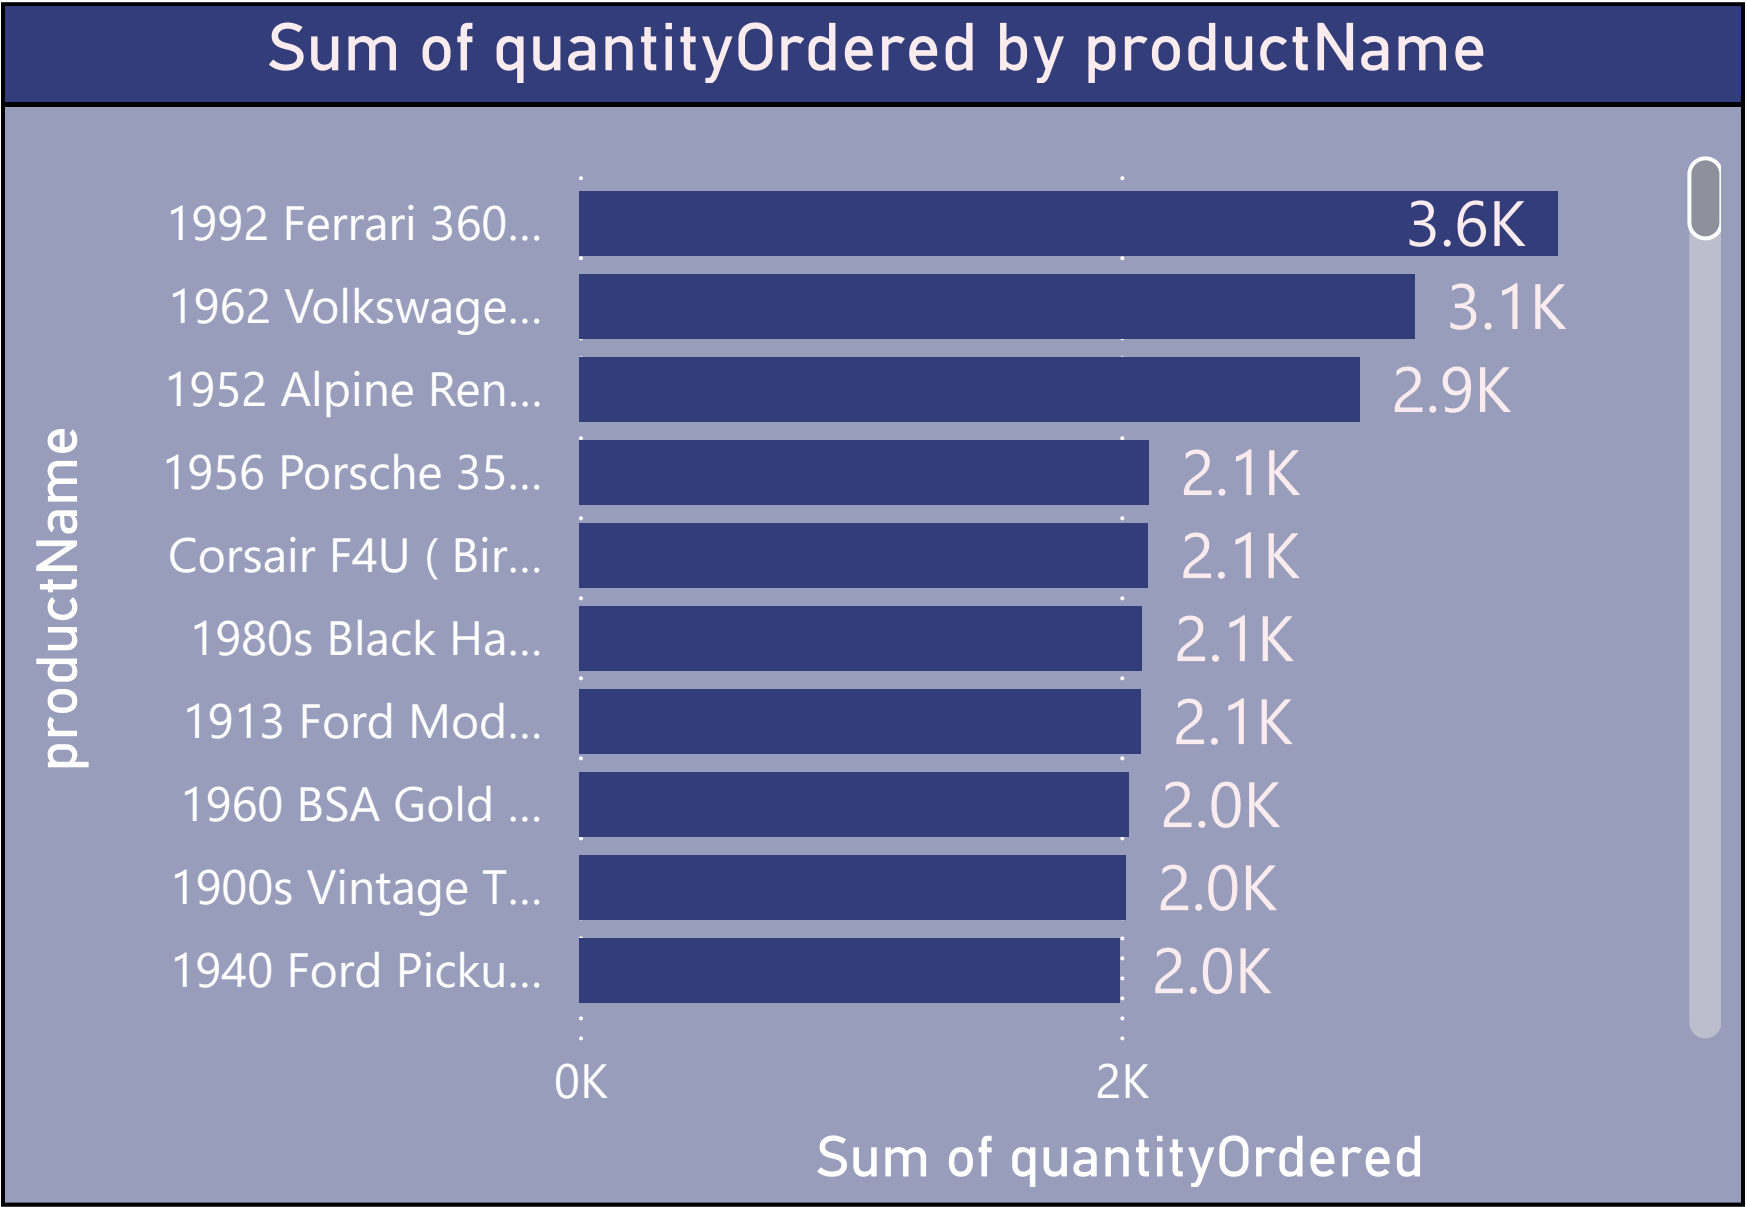 Sum of quantityOrdered by productName
productName
1992 Ferrari 360... 3.6K
1962 Volkswage... 3.1K
1952 Alpine Ren... 2.9K
1956 Porsche 35... 2.1K
Corsair F4U ( Bir... 2.1K
1980s Black Ha... 2.1K
1913 Ford Mod... 2.1K
1960 BSA Gold ... 2.0K
1900s Vintage T... 2.0K
1940 Ford Picku... 2.0K
0K 2K
Sum of quantityOrdered